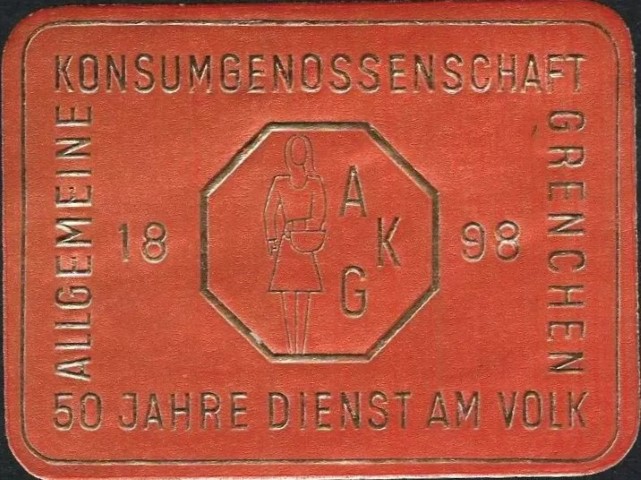 ALLGEMEINE
KONSUMGENOSSENSCHAFT
GRENCHEN
18 98
A
K
G
50 JAHRE DIENST AM VOLK